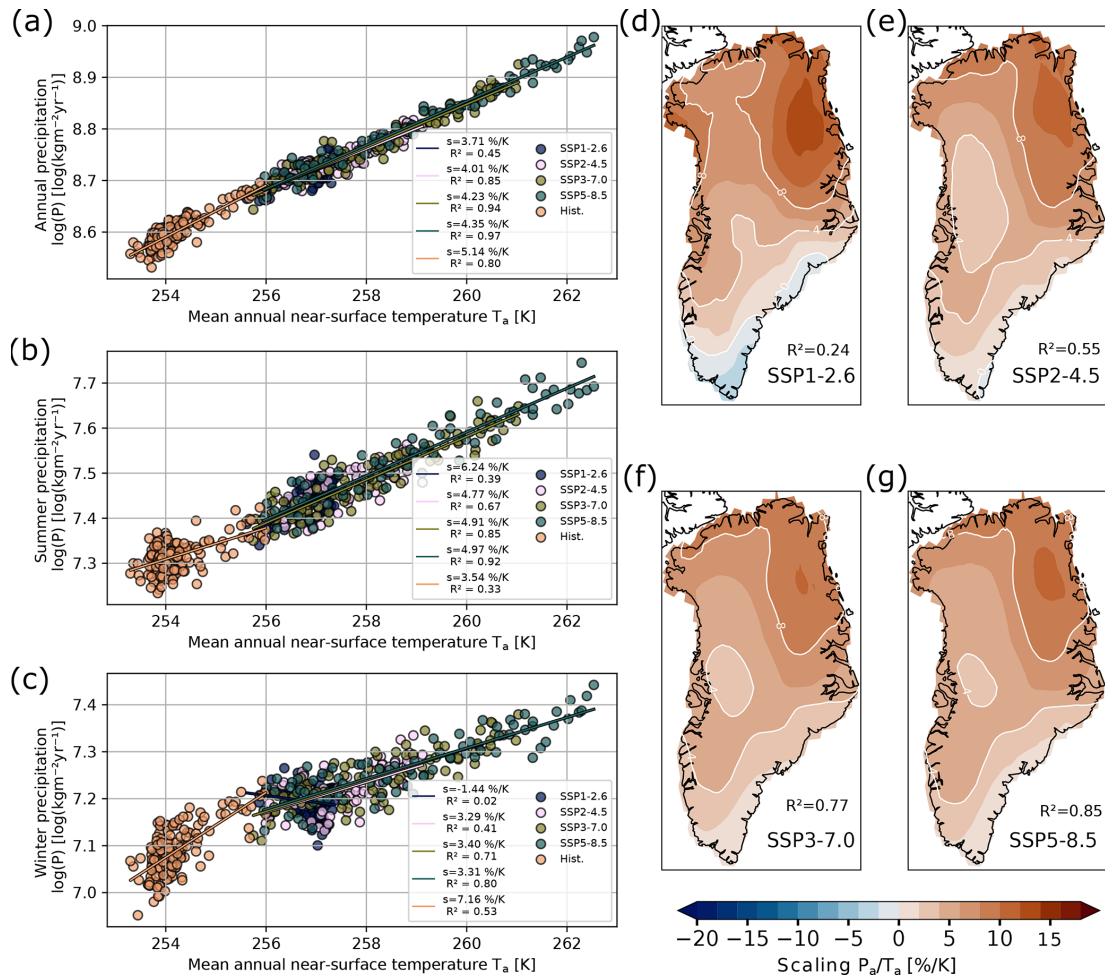 (a)
9.0
8.9
8.8
8.7
8.6
Annual precipitation
log(P) [log(kgm⁻²yr⁻¹)]
s=3.71 %/K
R² = 0.45
s=4.01 %/K
R² = 0.85
s=4.23 %/K
R² = 0.94
s=4.35 %/K
R² = 0.97
s=5.14 %/K
R² = 0.80
SSP1-2.6
SSP2-4.5
SSP3-7.0
SSP5-8.5
Hist.
254 256 258 260 262
Mean annual near-surface temperature Tₐ [K]
(b)
7.7
7.6
7.5
7.4
7.3
Summer precipitation
log(P) [log(kgm⁻²yr⁻¹)]
s=6.24 %/K
R² = 0.39
s=4.77 %/K
R² = 0.67
s=4.91 %/K
R² = 0.85
s=4.97 %/K
R² = 0.92
s=3.54 %/K
R² = 0.33
SSP1-2.6
SSP2-4.5
SSP3-7.0
SSP5-8.5
Hist.
254 256 258 260 262
Mean annual near-surface temperature Tₐ [K]
(c)
7.4
7.3
7.2
7.1
7.0
Winter precipitation
log(P) [log(kgm⁻²yr⁻¹)]
s=-1.44 %/K
R² = 0.02
s=3.29 %/K
R² = 0.41
s=3.40 %/K
R² = 0.71
s=3.31 %/K
R² = 0.80
s=7.16 %/K
R² = 0.53
SSP1-2.6
SSP2-4.5
SSP3-7.0
SSP5-8.5
Hist.
254 256 258 260 262
Mean annual near-surface temperature Tₐ [K]
(d)
8
4
R²=0.24
SSP1-2.6
(e)
8
4
R²=0.55
SSP2-4.5
(f)
8
R²=0.77
SSP3-7.0
(g)
8
R²=0.85
SSP5-8.5
−20 −15 −10 −5 0 5 10 15
Scaling Pₐ/Tₐ [%/K]